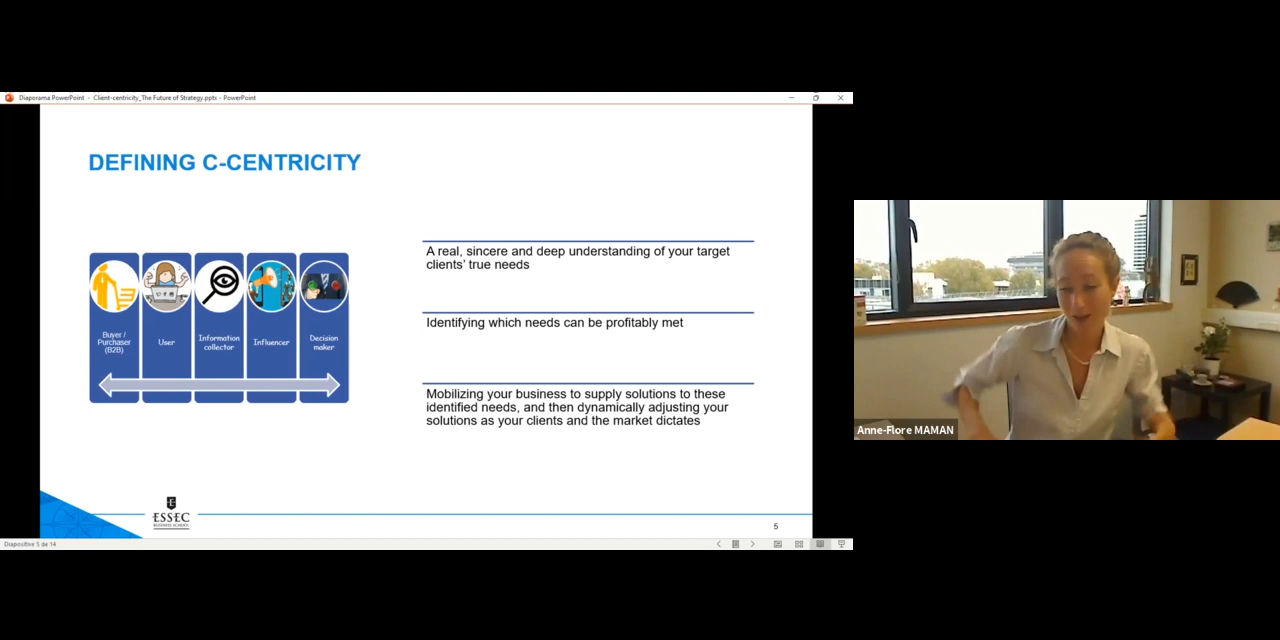 Diaporama PowerPoint - Client-centricity_The Future of Strategy.pptx - PowerPoint
DEFINING C-CENTRICITY
Buyer /
Purchaser
(B2B)
User
Information
collector
Influencer
Decision
maker
A real, sincere and deep understanding of your target
clients' true needs
Identifying which needs can be profitably met
Mobilizing your business to supply solutions to these
identified needs, and then dynamically adjusting your
solutions as your clients and the market dictates
ESSEC
BUSINESS SCHOOL
5
Diapositive 5 de 14
Anne-Flore MAMAN